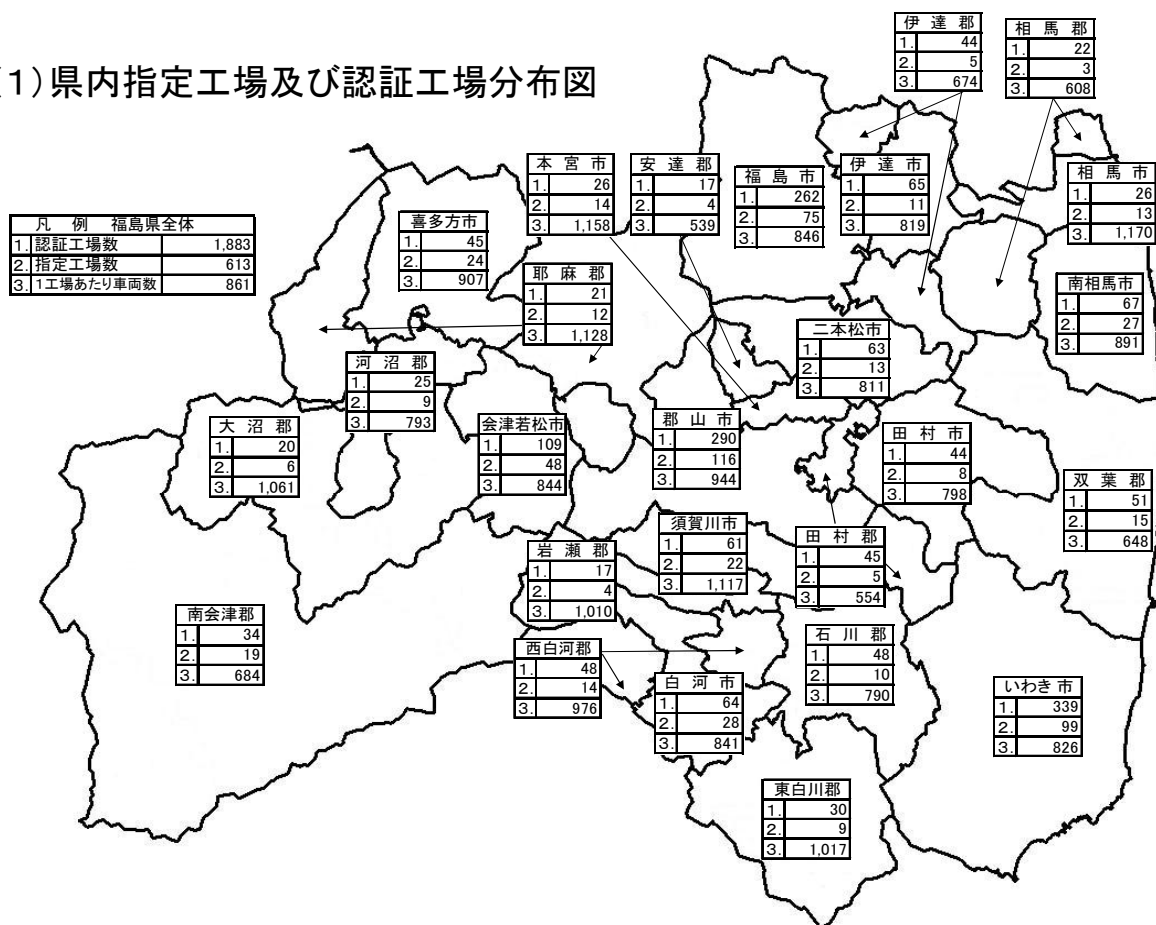 1)県内指定工場及び認証工場分布図
凡 例 福島県全体
1. 認証工場数 1,883
2. 指定工場数 613
3. 1工場あたり車両数 861
伊 達 郡
1. 44
2. 5
3. 674
相 馬 郡
1. 22
2. 3
3. 608
本 宮 市
1. 26
2. 14
3. 1,158
安 達 郡
1. 17
2. 4
3. 539
福 島 市
1. 262
2. 75
3. 846
伊 達 市
1. 65
2. 11
3. 819
相 馬 市
1. 26
2. 13
3. 1,170
喜多方市
1. 45
2. 24
3. 907
耶 麻 郡
1. 21
2. 12
3. 1,128
南相馬市
1. 67
2. 27
3. 891
二本松市
1. 63
2. 13
3. 811
河 沼 郡
1. 25
2. 9
3. 793
大 沼 郡
1. 20
2. 6
3. 1,061
会津若松市
1. 109
2. 48
3. 844
郡 山 市
1. 290
2. 116
3. 944
田 村 市
1. 44
2. 8
3. 798
双 葉 郡
1. 51
2. 15
3. 648
須賀川市
1. 61
2. 22
3. 1,117
田 村 郡
1. 45
2. 5
3. 554
岩 瀬 郡
1. 17
2. 4
3. 1,010
南会津郡
1. 34
2. 19
3. 684
西白河郡
1. 48
2. 14
3. 976
石 川 郡
1. 48
2. 10
3. 790
白 河 市
1. 64
2. 28
3. 841
いわき市
1. 339
2. 99
3. 826
東白川郡
1. 30
2. 9
3. 1,017